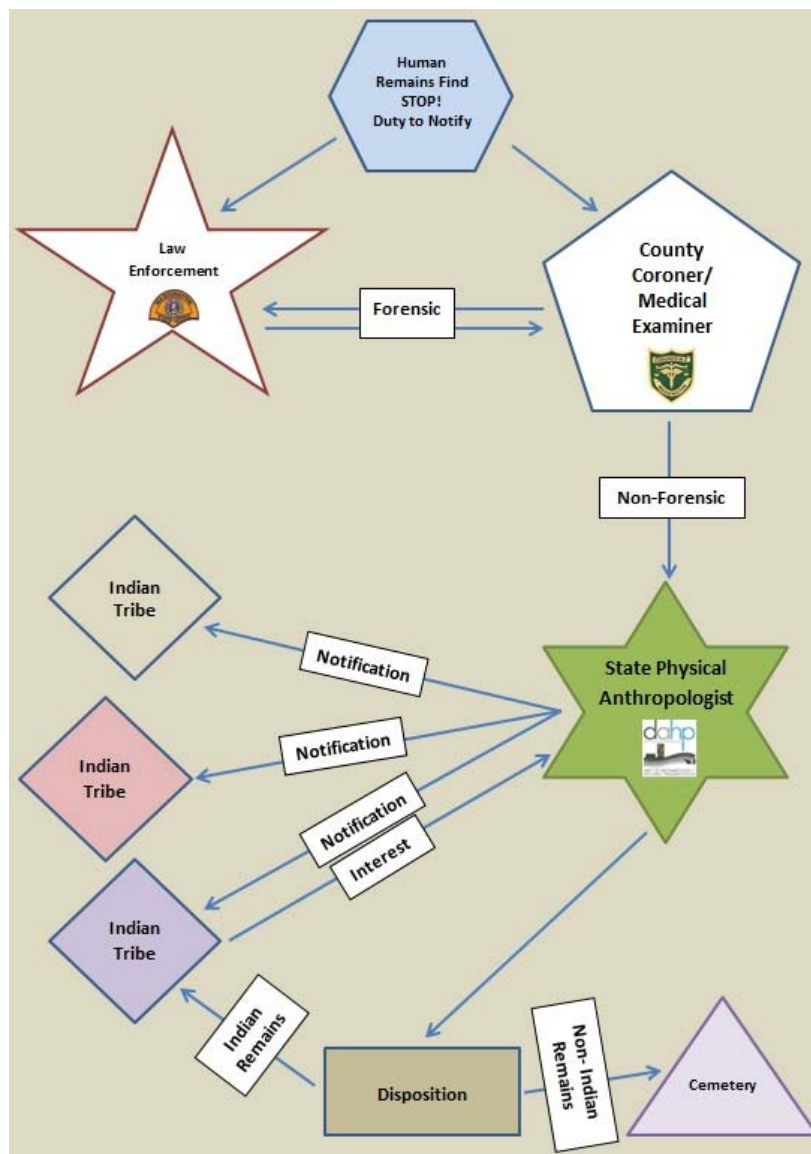 Human
Remains Find
STOP!
Duty to Notify
Law
Enforcement
County
Coroner/
Medical
Examiner
Forensic
Non-Forensic
Indian
Tribe
Notification
State Physical
Anthropologist
dahp
Notification
Indian
Tribe
Notification
Interest
Indian
Tribe
Indian
Remains
Disposition
Non- Indian
Remains
Cemetery